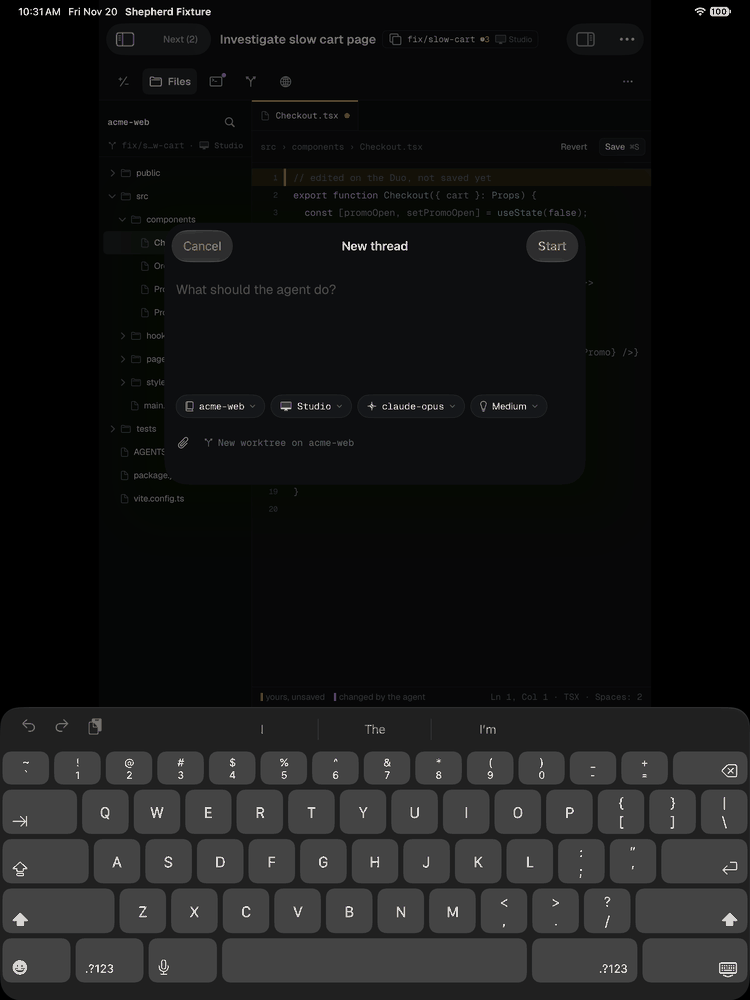 10:31 AM Fri Nov 20 Shepherd Fixture
100
Next (2)
Investigate slow cart page
fix/slow-cart 3 Studio
Files
acme-web
fix/s…w-cart · Studio
public
src
components
Ch
Or
Pr
Pr
hook
page
style
main.
tests
AGENTS
package.
vite.config.ts
Checkout.tsx
src › components › Checkout.tsx
Revert
Save ⌘S
1 // edited on the Duo, not saved yet
2 export function Checkout({ cart }: Props) {
3 const [promoOpen, setPromoOpen] = useState(false);
/>
Promo} />}
19 }
20
Cancel
New thread
Start
What should the agent do?
acme-web
Studio
claude-opus
Medium
New worktree on acme-web
yours, unsaved
changed by the agent
Ln 1, Col 1 · TSX · Spaces: 2
I The I'm
~ ! @ # $ % ^ & * ( ) _ +
` 1 2 3 4 5 6 7 8 9 0 - =
Q W E R T Y U I O P { } |
[ ] \
A S D F G H J K L : "
; '
Z X C V B N M < > ?
, . /
.?123
.?123